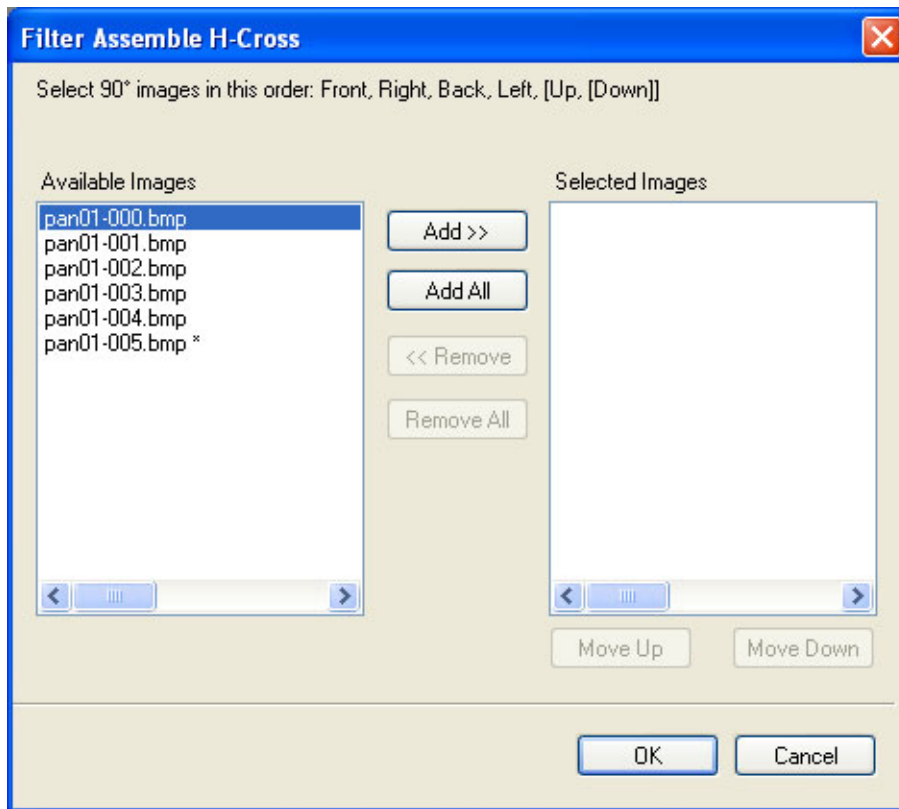 Filter Assemble H-Cross
Select 90° images in this order: Front, Right, Back, Left, [Up, [Down]]
Available Images
pan01-000.bmp
pan01-001.bmp
pan01-002.bmp
pan01-003.bmp
pan01-004.bmp
pan01-005.bmp *
Add >>
Add All
<< Remove
Remove All
Selected Images
Move Up
Move Down
OK
Cancel